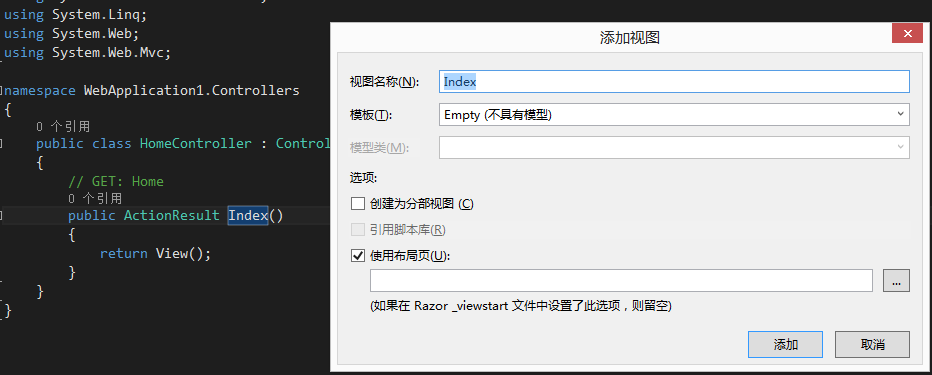 using System.Linq;
using System.Web;
using System.Web.Mvc;
namespace WebApplication1.Controllers
{
0 个引用
public class HomeController : Control
{
// GET: Home
0 个引用
public ActionResult Index()
{
return View();
}
}
}
添加视图
视图名称(N):
Index
模板(T):
Empty (不具有模型)
模型类(M):
选项:
创建为分部视图 (C)
引用脚本库(R)
使用布局页(U):
...
(如果在 Razor _viewstart 文件中设置了此选项，则留空)
添加
取消